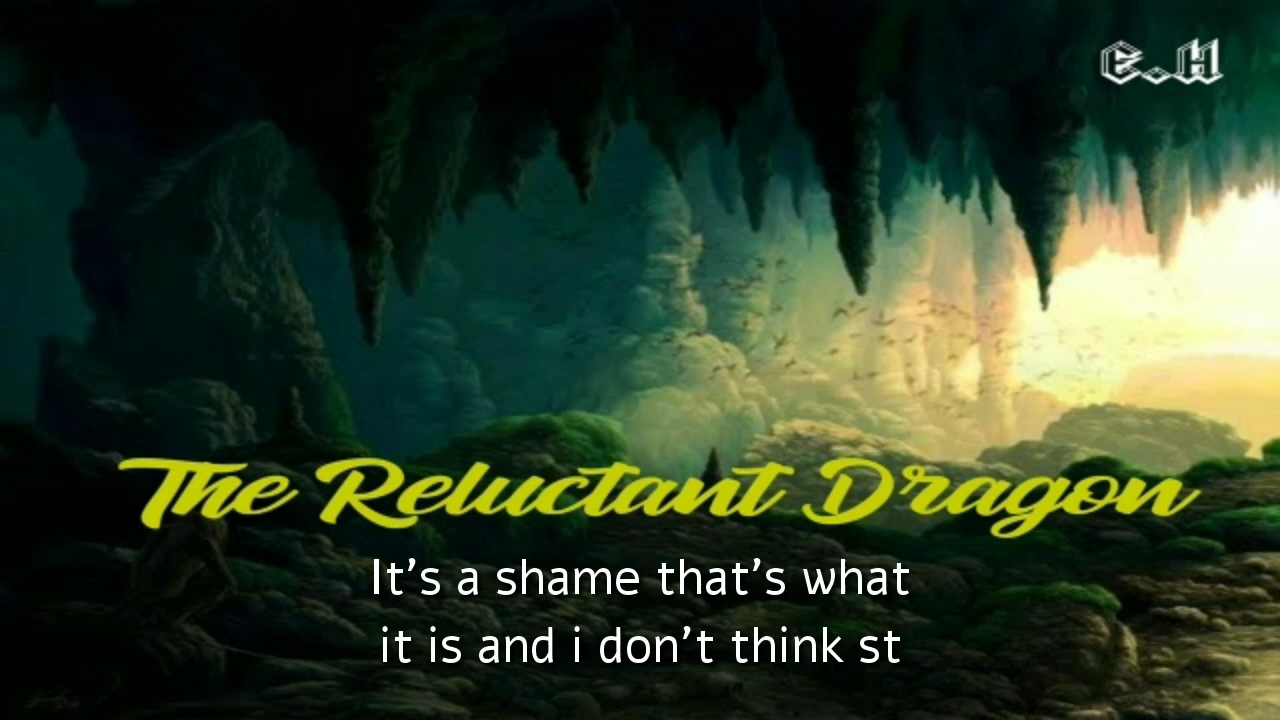 E.H
The Reluctant Dragon
It's a shame that's what
it is and i don't think st